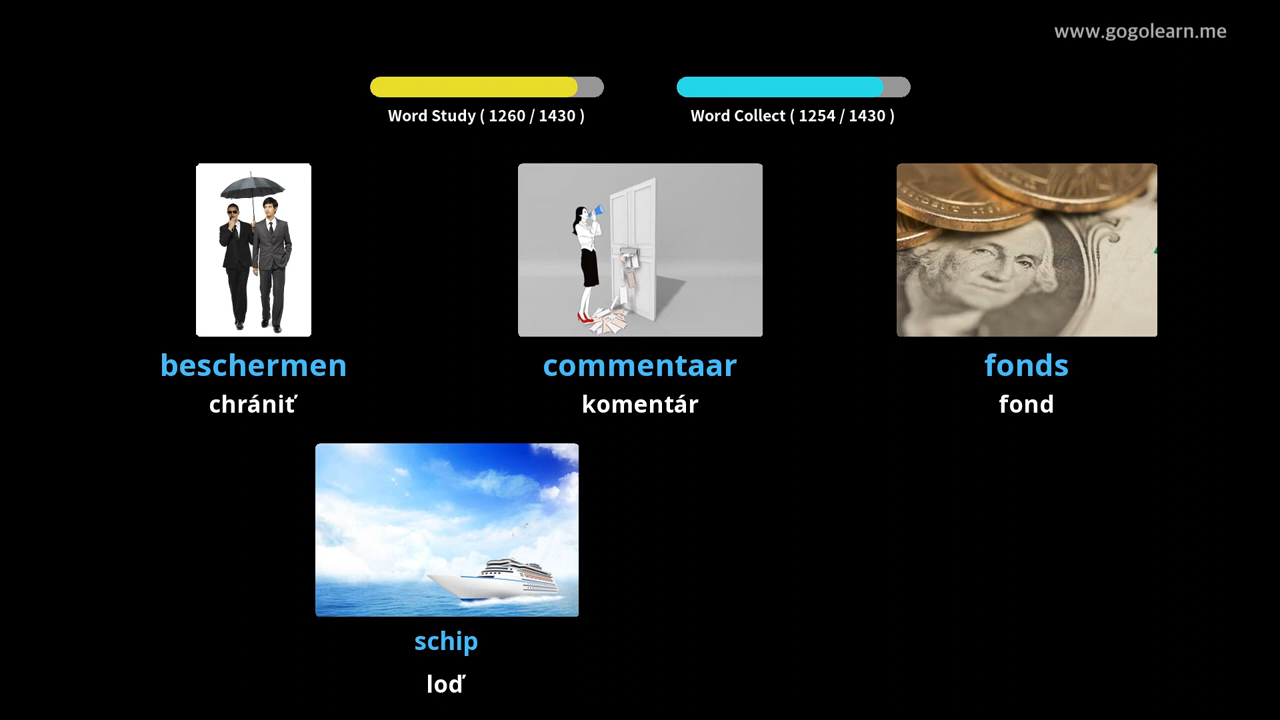 www.gogolearn.me
Word Study ( 1260 / 1430 )
Word Collect ( 1254 / 1430 )
beschermen
commentaar
fonds
chrániť
komentár
fond
schip
loď